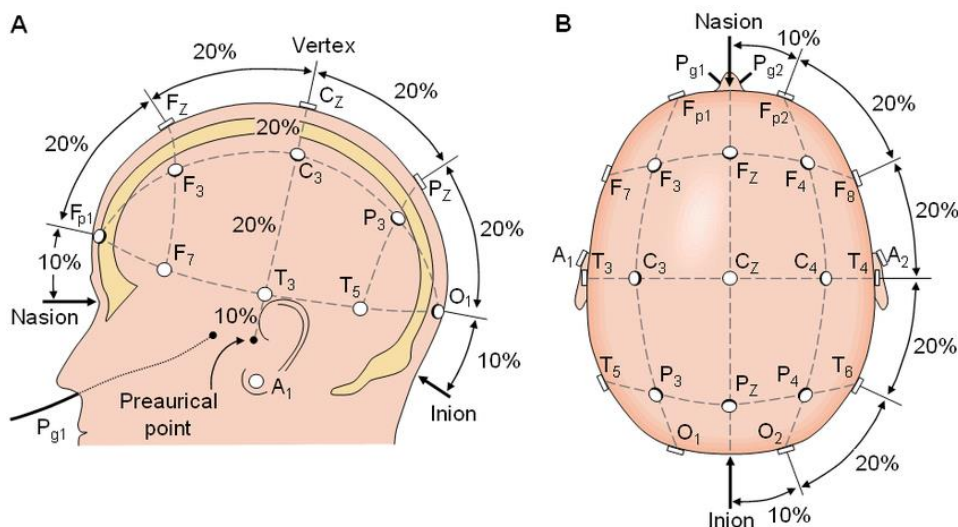 A
Vertex
20%
20%
FZ
CZ
20%
20%
20%
C3
F3
PZ
Fp1
P3
20%
20%
F7
10%
T3
T5
O1
Nasion
10%
10%
A1
Preaurical
point
Inion
Pg1
B
Nasion
10%
Pg1
Pg2
Fp1
Fp2
20%
F7
F3
FZ
F4
F8
20%
A1
T3
C3
CZ
C4
T4
A2
20%
T5
P3
PZ
P4
T6
O1
O2
20%
Inion
10%